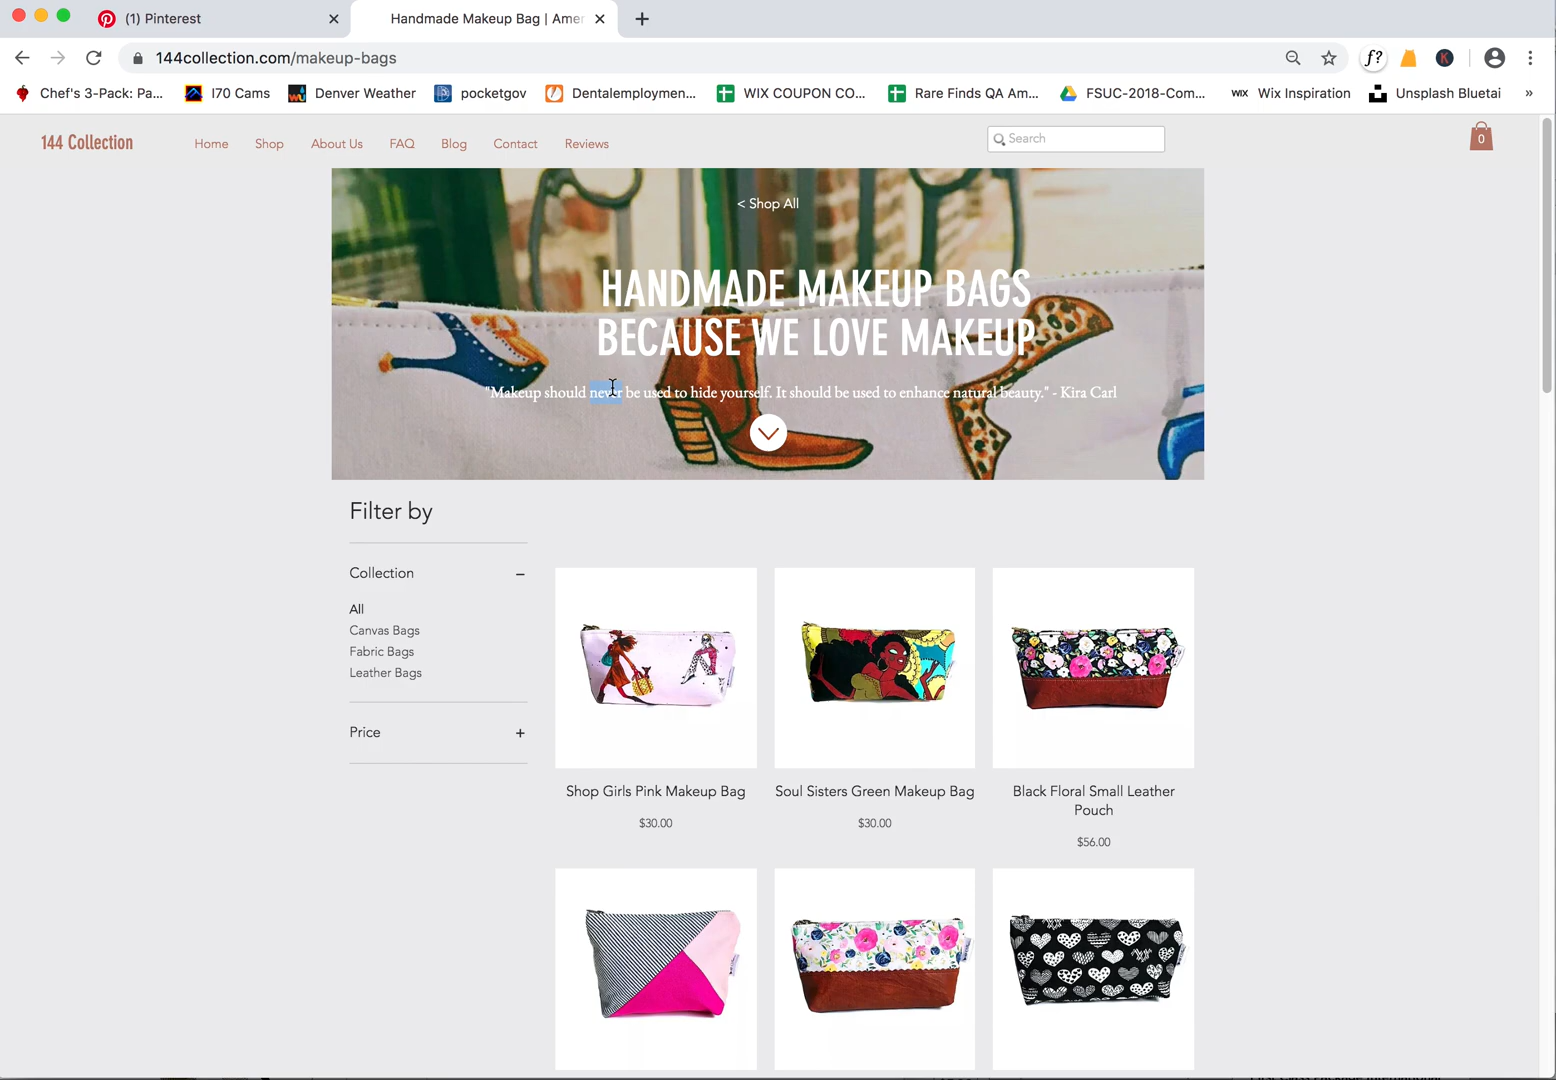 (1) Pinterest
Handmade Makeup Bag | Amer
144collection.com/makeup-bags
f?
K
Chef's 3-Pack: Pa...
I70 Cams
Denver Weather
pocketgov
Dentalemploymen...
WIX COUPON CO...
Rare Finds QA Am...
FSUC-2018-Com...
WIX Wix Inspiration
Unsplash Bluetai
»
144 Collection
Home
Shop
About Us
FAQ
Blog
Contact
Reviews
Search
0
< Shop All
HANDMADE MAKEUP BAGS
BECAUSE WE LOVE MAKEUP
"Makeup should never be used to hide yourself. It should be used to enhance natural beauty." - Kira Carl
Filter by
Collection
All
Canvas Bags
Fabric Bags
Leather Bags
Price
Shop Girls Pink Makeup Bag
$30.00
Soul Sisters Green Makeup Bag
$30.00
Black Floral Small Leather
Pouch
$56.00